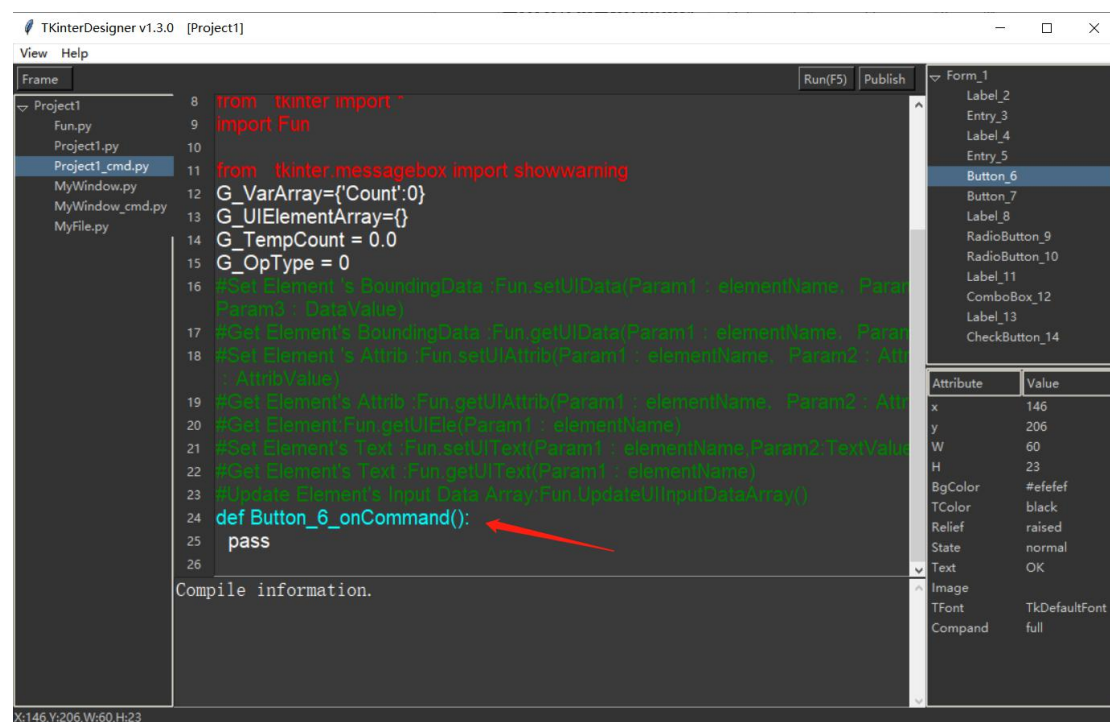 TKinterDesigner v1.3.0 [Project1]
View Help
Frame
Run(F5) Publish
Project1
Fun.py
Project1.py
Project1_cmd.py
MyWindow.py
MyWindow_cmd.py
MyFile.py
8 from tkinter import *
9 import Fun
10
11 from tkinter.messagebox import showwarning
12 G_VarArray={'Count':0}
13 G_UIElementArray={}
14 G_TempCount = 0.0
15 G_OpType = 0
16 #Set Element 's BoundingData :Fun.setUIData(Param1 : elementName, Param
Param3 : DataValue)
17 #Get Element's BoundingData :Fun.getUIData(Param1 : elementName, Param
18 #Set Element 's Attrib :Fun.setUIAttrib(Param1 : elementName, Param2 : Attr
: AttribValue)
19 #Get Element's Attrib :Fun.getUIAttrib(Param1 : elementName, Param2 : Attr
20 #Get Element:Fun.getUIEle(Param1 : elementName)
21 #Set Element's Text :Fun.setUIText(Param1 : elementName,Param2:TextValue
22 #Get Element's Text :Fun.getUIText(Param1 : elementName)
23 #Update Element's Input Data Array:Fun.UpdateUIInputDataArray()
24 def Button_6_onCommand():
25 pass
26
Compile information.
Form_1
Label_2
Entry_3
Label_4
Entry_5
Button_6
Button_7
Label_8
RadioButton_9
RadioButton_10
Label_11
ComboBox_12
Label_13
CheckButton_14
Attribute Value
x 146
y 206
W 60
H 23
BgColor #efefef
TColor black
Relief raised
State normal
Text OK
Image
TFont TkDefaultFont
Compand full
X:146,Y:206,W:60,H:23